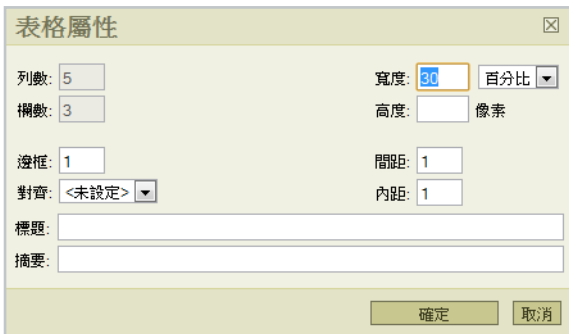 表格屬性
列數: 5 寬度: 30 百分比
欄數: 3 高度: 像素
邊框: 1 間距: 1
對齊: <未設定> 內距: 1
標題:
摘要:
確定 取消